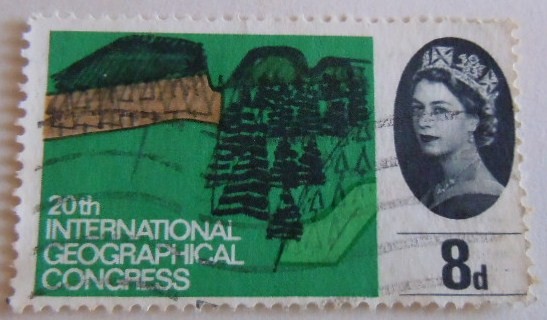 20th
INTERNATIONAL
GEOGRAPHICAL
CONGRESS
8d